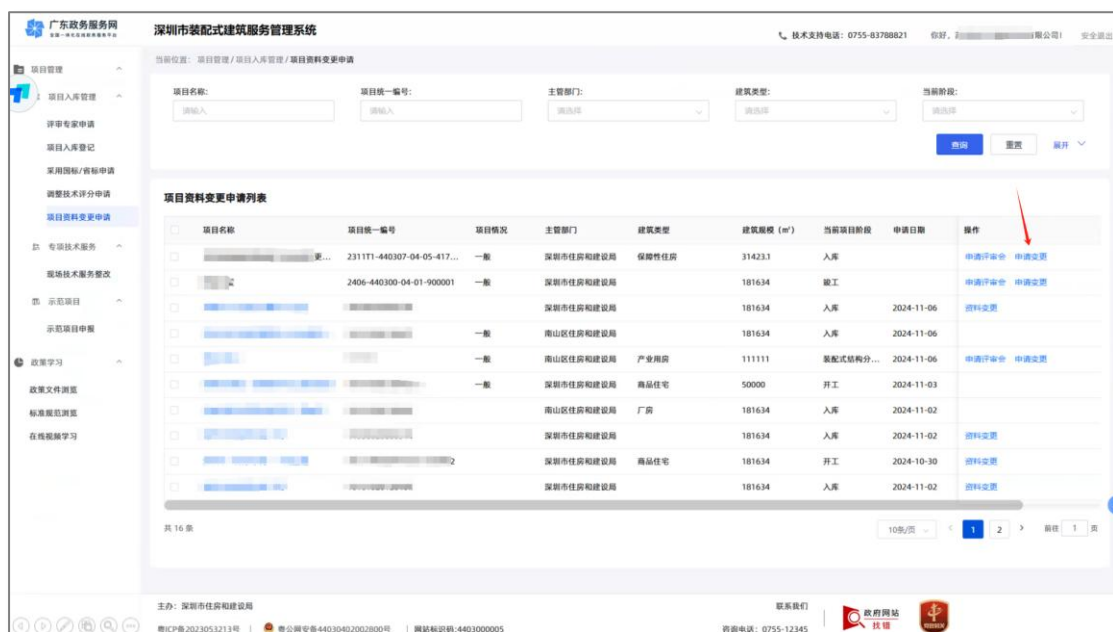 广东政务服务网
全国一体化在线政务服务平台
深圳市装配式建筑服务管理系统
技术支持电话：0755-83788821 你好， 限公司! 安全退出
项目管理
项目入库管理
评审专家申请
项目入库登记
采用国标/省标申请
调整技术评分申请
项目资料变更申请
专项技术服务
现场技术服务整改
示范项目
示范项目申报
政策学习
政策文件浏览
标准规范浏览
在线视频学习
当前位置： 项目管理/项目入库管理/项目资料变更申请
项目名称: 项目统一编号: 主管部门: 建筑类型: 当前阶段:
请输入 请输入 请选择 请选择 请选择
查询 重置 展开
项目资料变更申请列表
项目名称 项目统一编号 项目情况 主管部门 建筑类型 建筑规模（㎡） 当前项目阶段 申请日期 操作
更... 2311T1-440307-04-05-417... 一般 深圳市住房和建设局 保障性住房 31423.1 入库 申请评审会 申请变更
2406-440300-04-01-900001 一般 深圳市住房和建设局 181634 竣工 申请评审会 申请变更
深圳市住房和建设局 181634 入库 2024-11-06 资料变更
一般 南山区住房和建设局 181634 入库 2024-11-06
一般 南山区住房和建设局 产业用房 111111 装配式结构分... 2024-11-06 申请评审会 申请变更
一般 深圳市住房和建设局 商品住宅 50000 开工 2024-11-03
南山区住房和建设局 厂房 181634 入库 2024-11-02
深圳市住房和建设局 181634 入库 2024-11-02 资料变更
2 深圳市住房和建设局 商品住宅 181634 开工 2024-10-30 资料变更
深圳市住房和建设局 181634 入库 2024-11-02 资料变更
共 16 条
10条/页 1 2 前往 1 页
主办：深圳市住房和建设局
粤ICP备2023053213号 | 粤公网安备44030402002800号 | 网站标识码:4403000005
联系我们
咨询电话：0755-12345
政府网站
找错